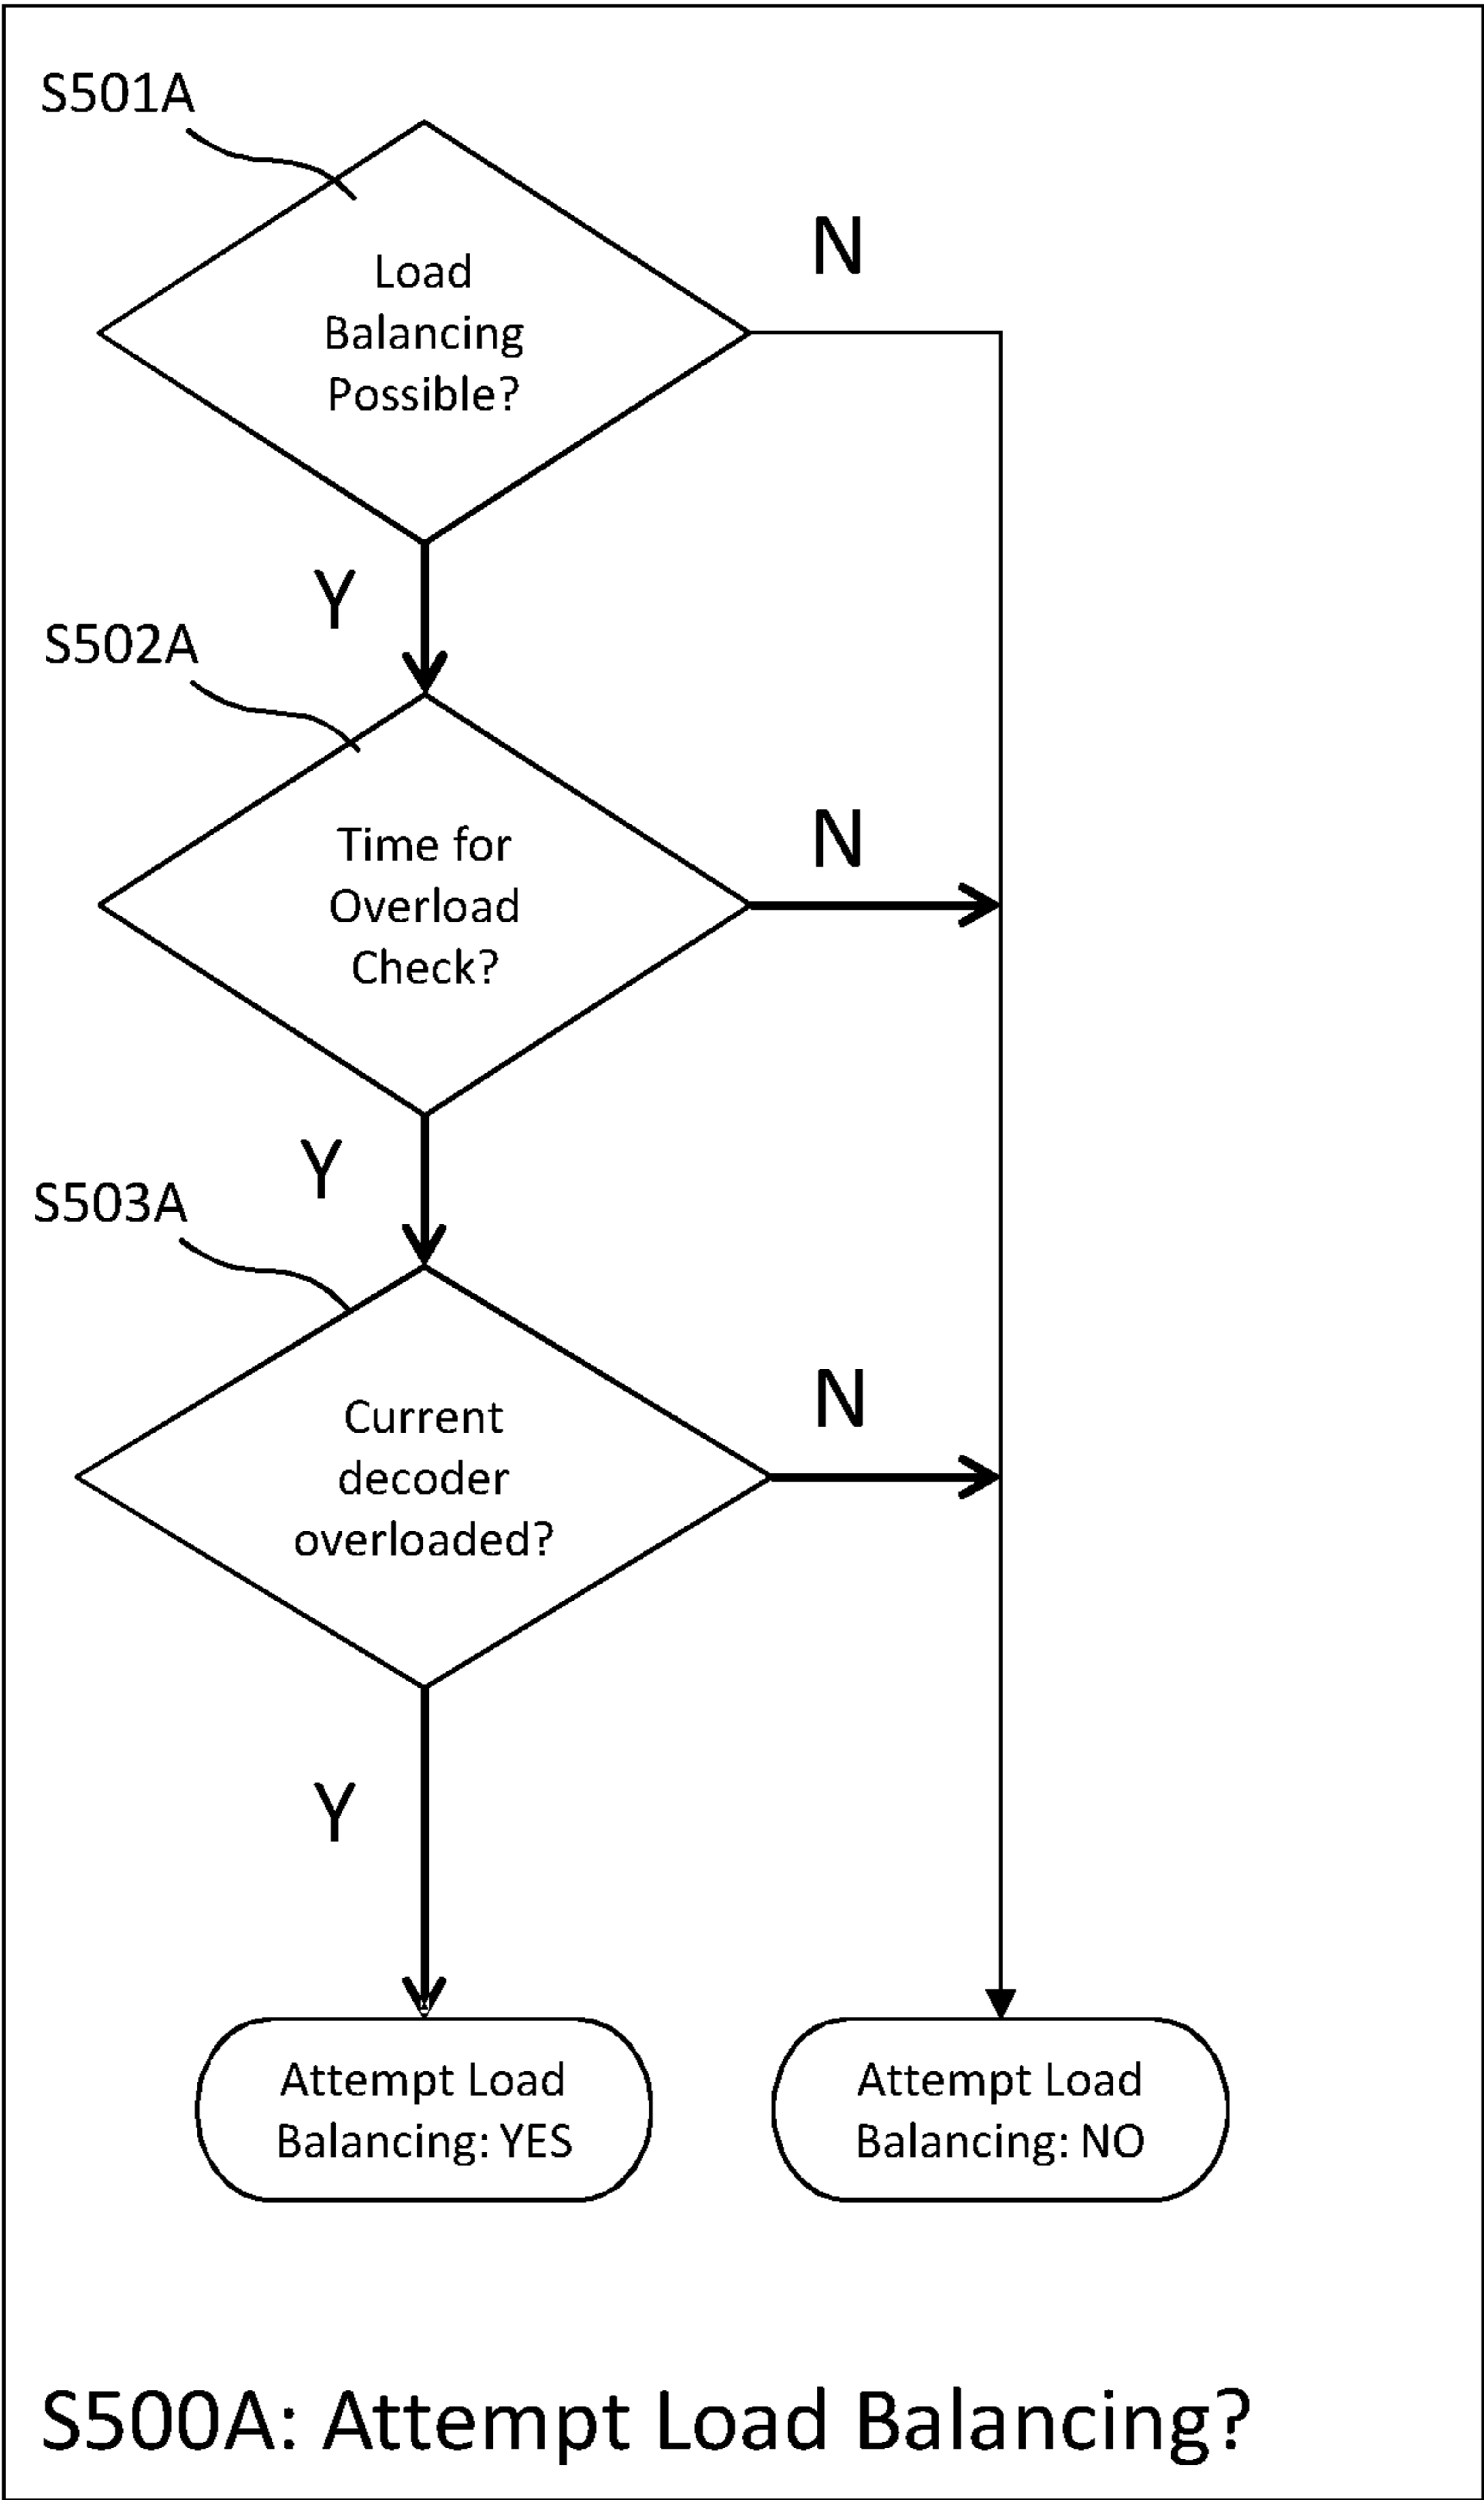 S501A
N
Load
Balancing
Possible?
Y
S502A
N
Time for
Overload
Check?
Y
S503A
N
Current
decoder
overloaded?
Y
Attempt Load
Balancing: YES
Attempt Load
Balancing: NO
S500A: Attempt Load Balancing?